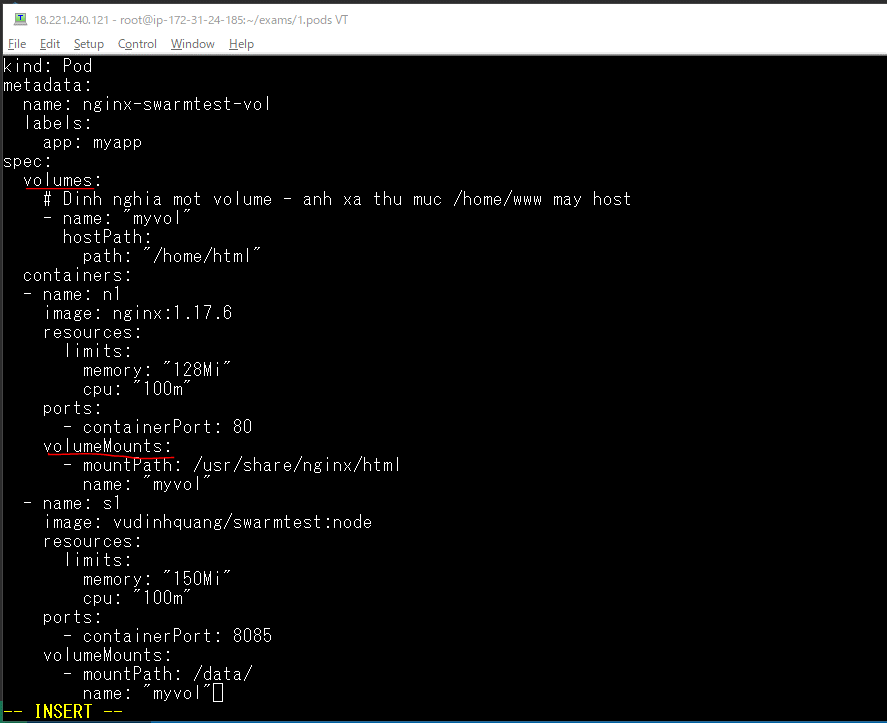 18.221.240.121 - root@ip-172-31-24-185:~/exams/1.pods VT
File Edit Setup Control Window Help
kind: Pod
metadata:
  name: nginx-swarmtest-vol
  labels:
    app: myapp
spec:
  volumes:
    # Dinh nghia mot volume - anh xa thu muc /home/www may host
    - name: "myvol"
      hostPath:
        path: "/home/html"
  containers:
  - name: n1
    image: nginx:1.17.6
    resources:
      limits:
        memory: "128Mi"
        cpu: "100m"
    ports:
      - containerPort: 80
    volumeMounts:
      - mountPath: /usr/share/nginx/html
        name: "myvol"
  - name: s1
    image: vudinhquang/swarmtest:node
    resources:
      limits:
        memory: "150Mi"
        cpu: "100m"
    ports:
      - containerPort: 8085
    volumeMounts:
      - mountPath: /data/
        name: "myvol"
-- INSERT --